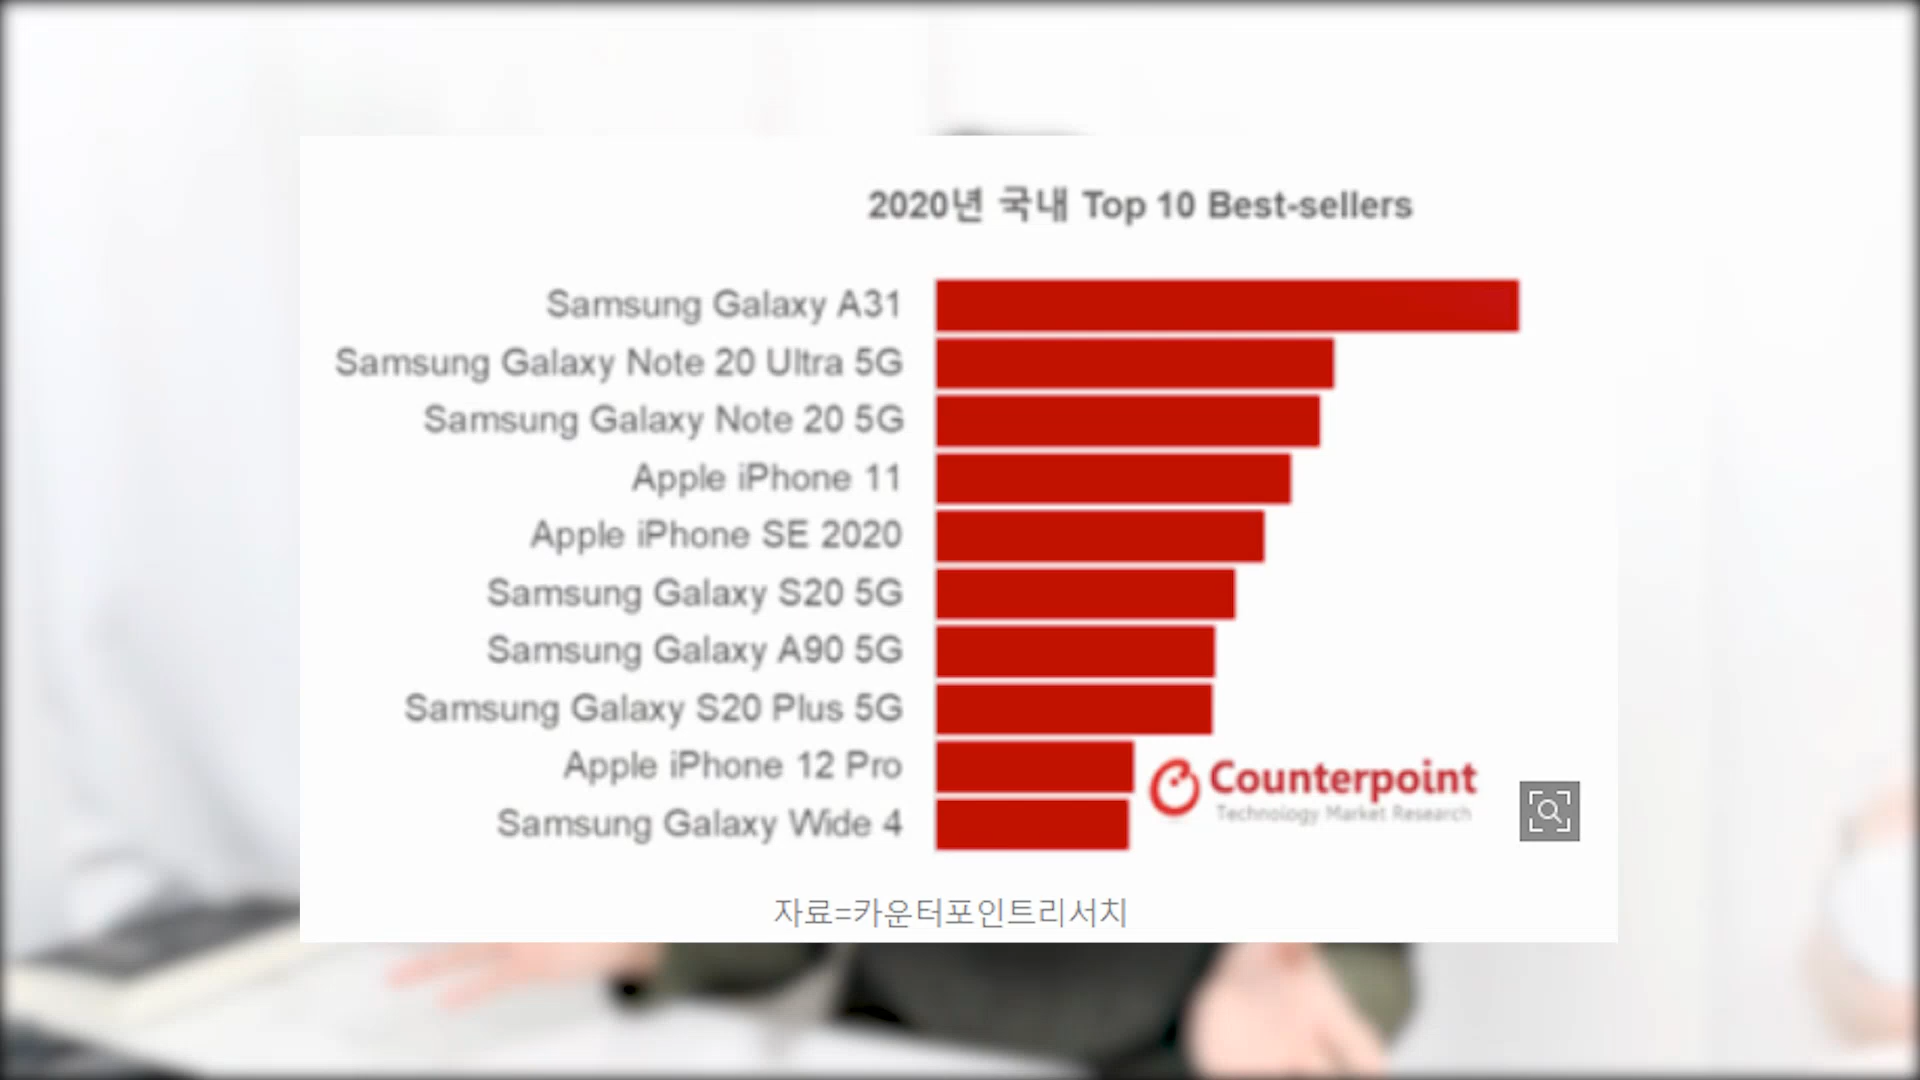 2020년 국내 Top 10 Best-sellers
Samsung Galaxy A31
Samsung Galaxy Note 20 Ultra 5G
Samsung Galaxy Note 20 5G
Apple iPhone 11
Apple iPhone SE 2020
Samsung Galaxy S20 5G
Samsung Galaxy A90 5G
Samsung Galaxy S20 Plus 5G
Apple iPhone 12 Pro
Samsung Galaxy Wide 4
Counterpoint
Technology Market Research
자료=카운터포인트리서치